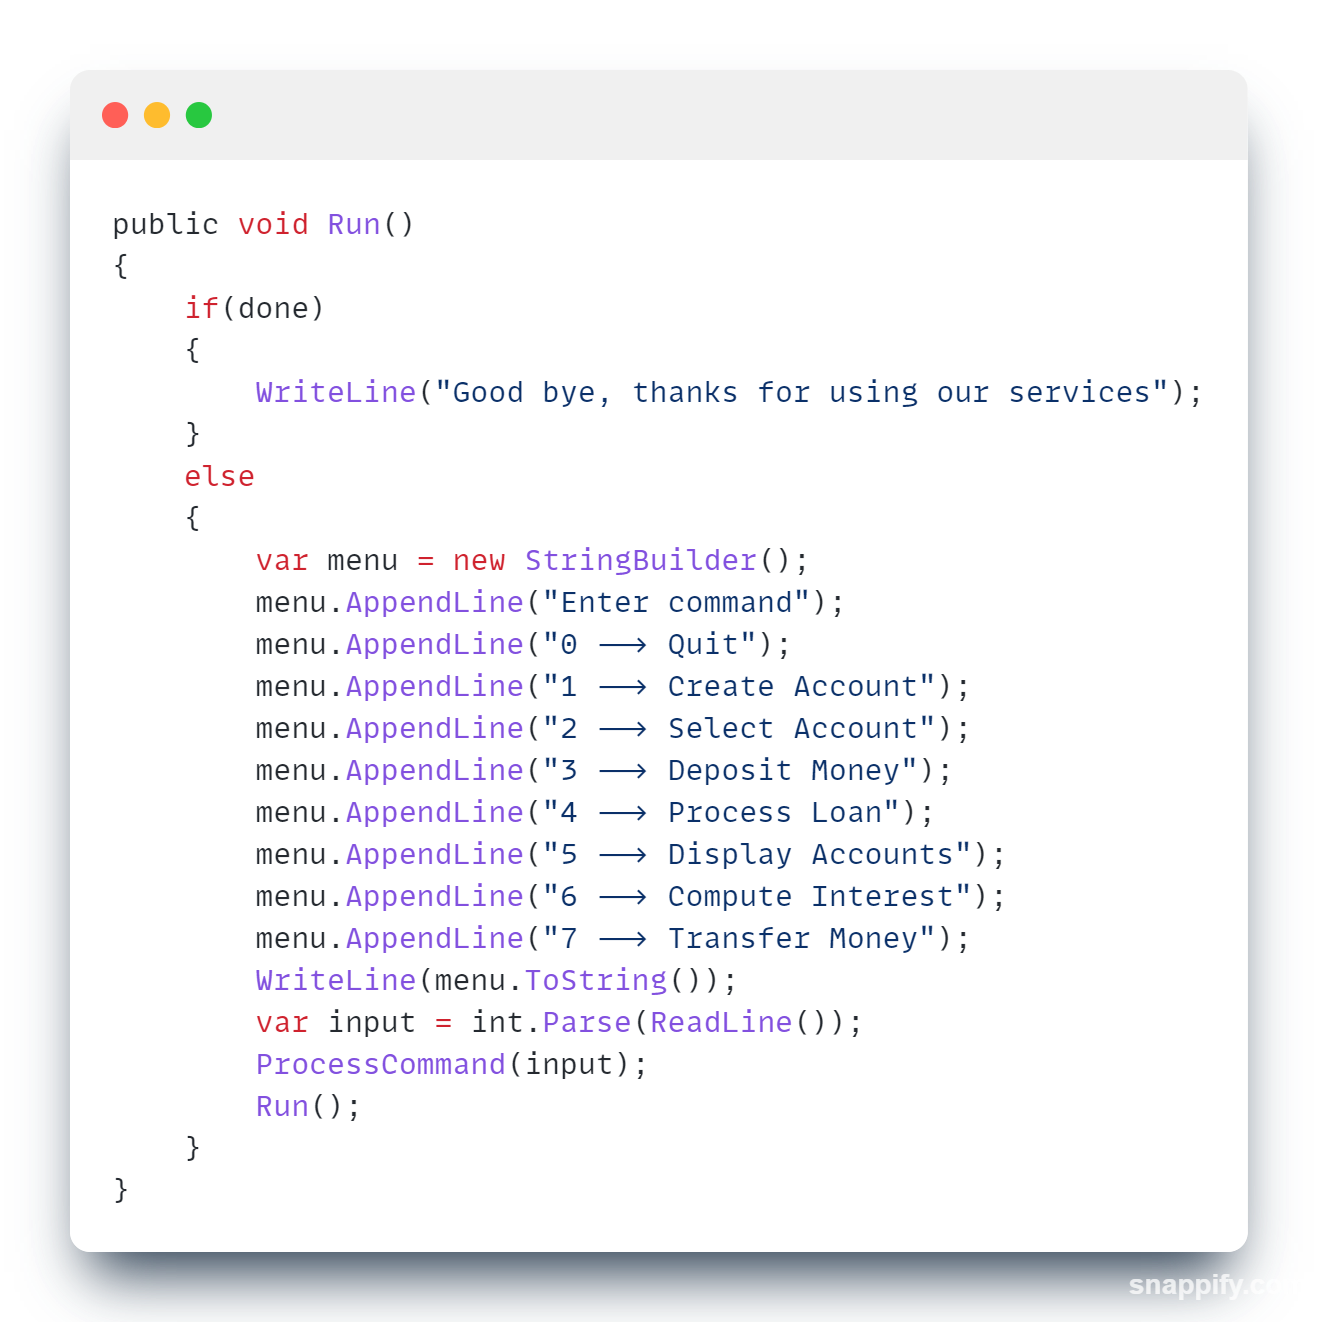 public void Run()
{
    if(done)
    {
        WriteLine("Good bye, thanks for using our services");
    }
    else
    {
        var menu = new StringBuilder();
        menu.AppendLine("Enter command");
        menu.AppendLine("0 --> Quit");
        menu.AppendLine("1 --> Create Account");
        menu.AppendLine("2 --> Select Account");
        menu.AppendLine("3 --> Deposit Money");
        menu.AppendLine("4 --> Process Loan");
        menu.AppendLine("5 --> Display Accounts");
        menu.AppendLine("6 --> Compute Interest");
        menu.AppendLine("7 --> Transfer Money");
        WriteLine(menu.ToString());
        var input = int.Parse(ReadLine());
        ProcessCommand(input);
        Run();
    }
}
snappify.com